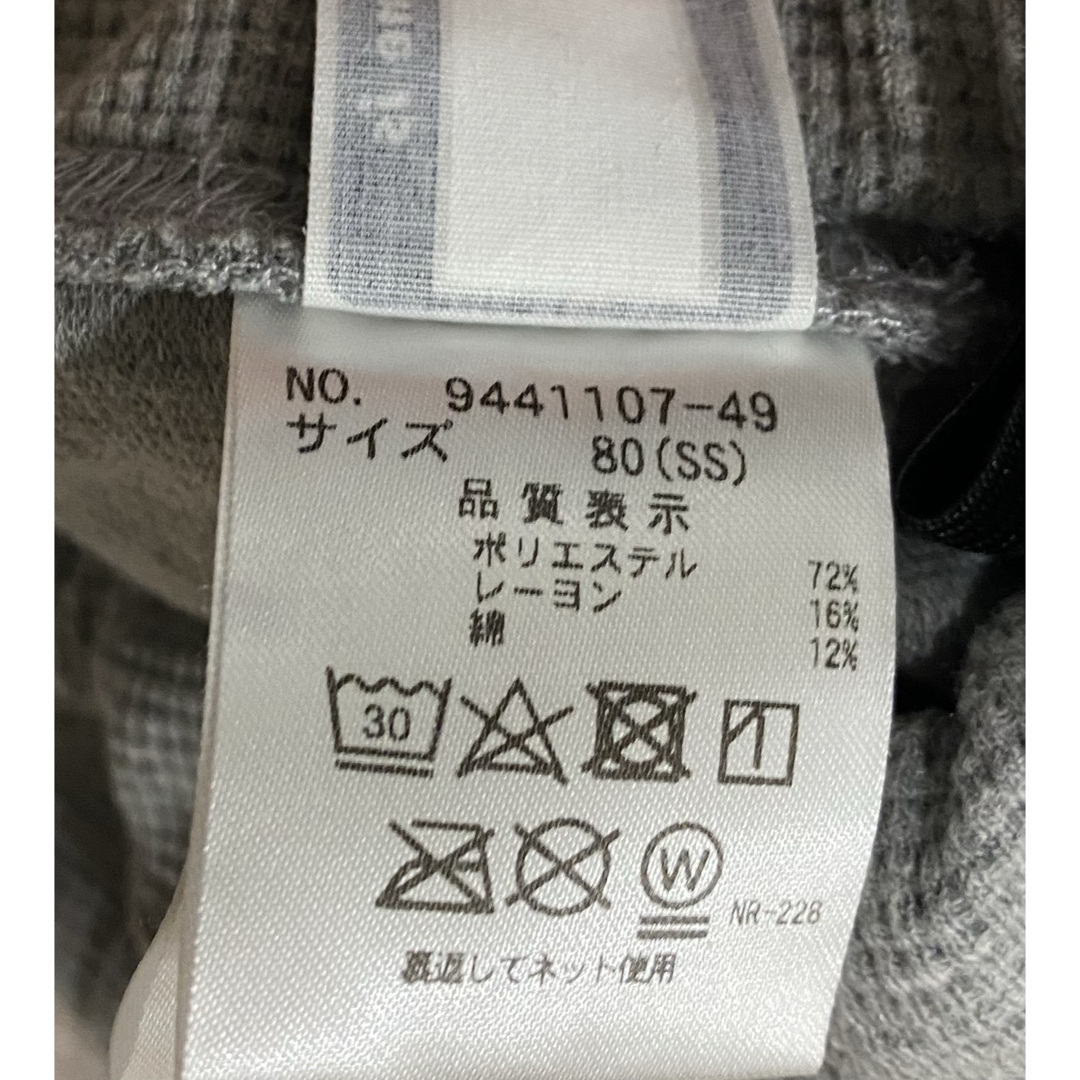 NO. 9441107-49
サイズ 80(SS)
品質表示
ポリエステル 72%
レーヨン 16%
綿 12%
30
W
NR-228
裏返してネット使用